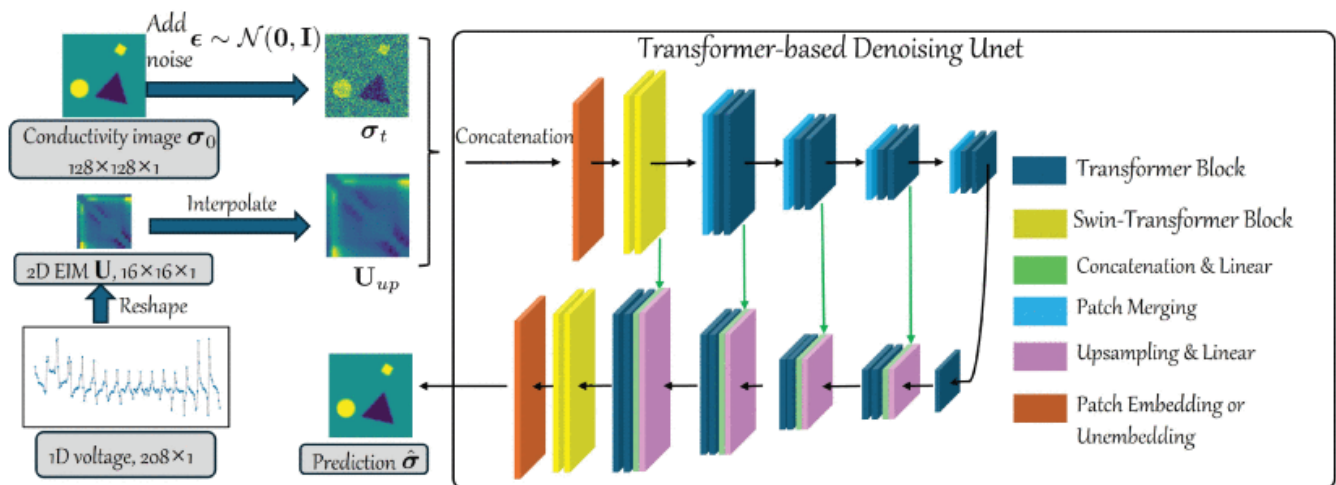 Add
noise
ϵ ∼ 𝒩(0, I)
Conductivity image σ₀
128×128×1
σₜ
Interpolate
2D EIM U, 16×16×1
U_{up}
Reshape
1D voltage, 208×1
Prediction σ̂
Transformer-based Denoising Unet
Concatenation
Transformer Block
Swin-Transformer Block
Concatenation & Linear
Patch Merging
Upsampling & Linear
Patch Embedding or
Unembedding